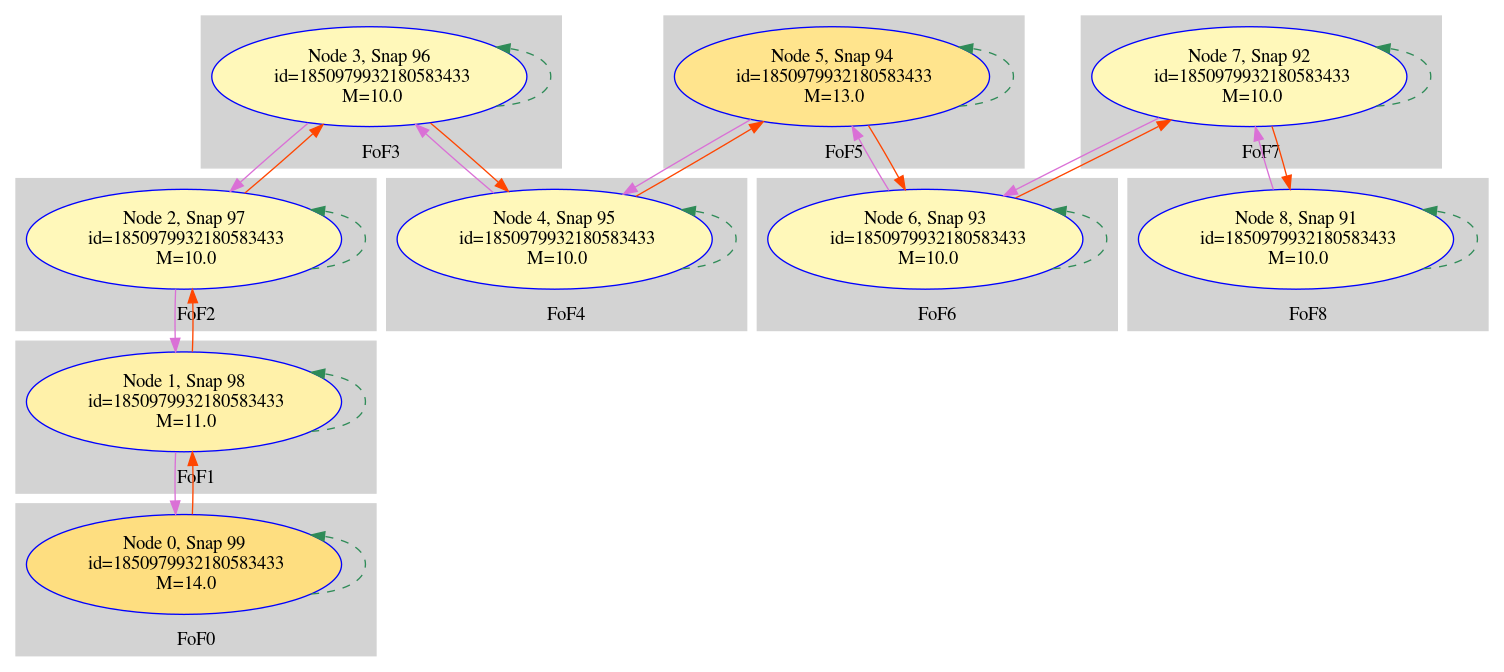 Node 3, Snap 96
id=1850979932180583433
M=10.0
FoF3
Node 5, Snap 94
id=1850979932180583433
M=13.0
FoF5
Node 7, Snap 92
id=1850979932180583433
M=10.0
FoF7
Node 2, Snap 97
id=1850979932180583433
M=10.0
FoF2
Node 4, Snap 95
id=1850979932180583433
M=10.0
FoF4
Node 6, Snap 93
id=1850979932180583433
M=10.0
FoF6
Node 8, Snap 91
id=1850979932180583433
M=10.0
FoF8
Node 1, Snap 98
id=1850979932180583433
M=11.0
FoF1
Node 0, Snap 99
id=1850979932180583433
M=14.0
FoF0